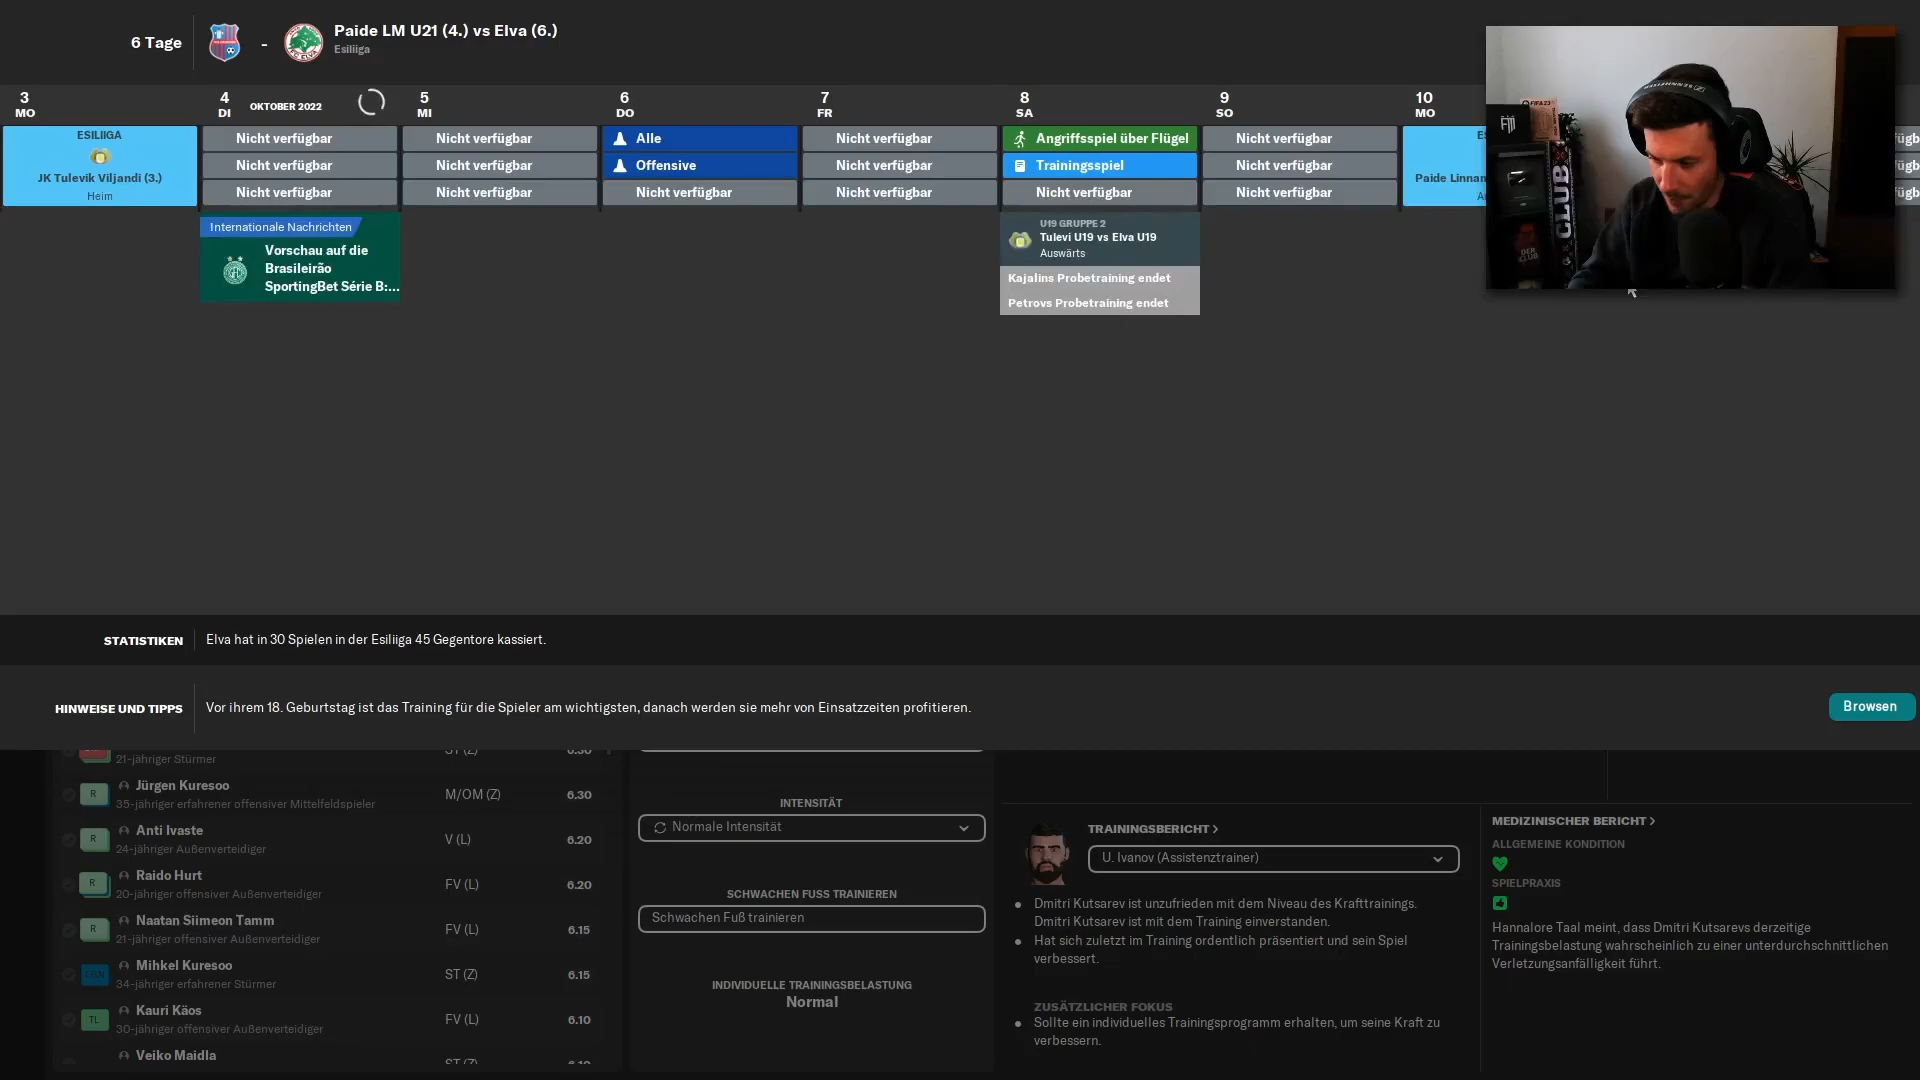 6 Tage
-
Paide LM U21 (4.) vs Elva (6.)
Esiliiga
3
MO
4
DI
OKTOBER 2022
5
MI
6
DO
7
FR
8
SA
9
SO
10
MO
ESILIIGA
JK Tulevik Viljandi (3.)
Heim
Nicht verfügbar
Nicht verfügbar
Nicht verfügbar
Nicht verfügbar
Nicht verfügbar
Nicht verfügbar
Alle
Offensive
Nicht verfügbar
Nicht verfügbar
Nicht verfügbar
Nicht verfügbar
Angriffsspiel über Flügel
Trainingsspiel
Nicht verfügbar
Nicht verfügbar
Nicht verfügbar
Nicht verfügbar
Internationale Nachrichten
Vorschau auf die
Brasileirão
SportingBet Série B:...
U19 GRUPPE 2
Tulevi U19 vs Elva U19
Auswärts
Kajalins Probetraining endet
Petrovs Probetraining endet
FIFA 23
CLUB
DER
CLUB
STATISTIKEN
Elva hat in 30 Spielen in der Esiliiga 45 Gegentore kassiert.
HINWEISE UND TIPPS
Vor ihrem 18. Geburtstag ist das Training für die Spieler am wichtigsten, danach werden sie mehr von Einsatzzeiten profitieren.
Browsen
21-jähriger Stürmer
ST (Z)
6.30
R
Jürgen Kuresoo
35-jähriger erfahrener offensiver Mittelfeldspieler
M/OM (Z)
6.30
R
Anti Ivaste
24-jähriger Außenverteidiger
V (L)
6.20
R
Raido Hurt
20-jähriger offensiver Außenverteidiger
FV (L)
6.20
R
Naatan Siimeon Tamm
21-jähriger offensiver Außenverteidiger
FV (L)
6.15
Mihkel Kuresoo
34-jähriger erfahrener Stürmer
ST (Z)
6.15
TL
Kauri Käos
30-jähriger offensiver Außenverteidiger
FV (L)
6.10
Veiko Maidla
ST (Z)
6.10
INTENSITÄT
Normale Intensität
SCHWACHEN FUSS TRAINIEREN
Schwachen Fuß trainieren
INDIVIDUELLE TRAININGSBELASTUNG
Normal
TRAININGSBERICHT >
U. Ivanov (Assistenztrainer)
Dmitri Kutsarev ist unzufrieden mit dem Niveau des Krafttrainings.
Dmitri Kutsarev ist mit dem Training einverstanden.
Hat sich zuletzt im Training ordentlich präsentiert und sein Spiel
verbessert.
ZUSÄTZLICHER FOKUS
Sollte ein individuelles Trainingsprogramm erhalten, um seine Kraft zu
verbessern.
MEDIZINISCHER BERICHT >
ALLGEMEINE KONDITION
SPIELPRAXIS
Hannalore Taal meint, dass Dmitri Kutsarevs derzeitige
Trainingsbelastung wahrscheinlich zu einer unterdurchschnittlichen
Verletzungsanfälligkeit führt.